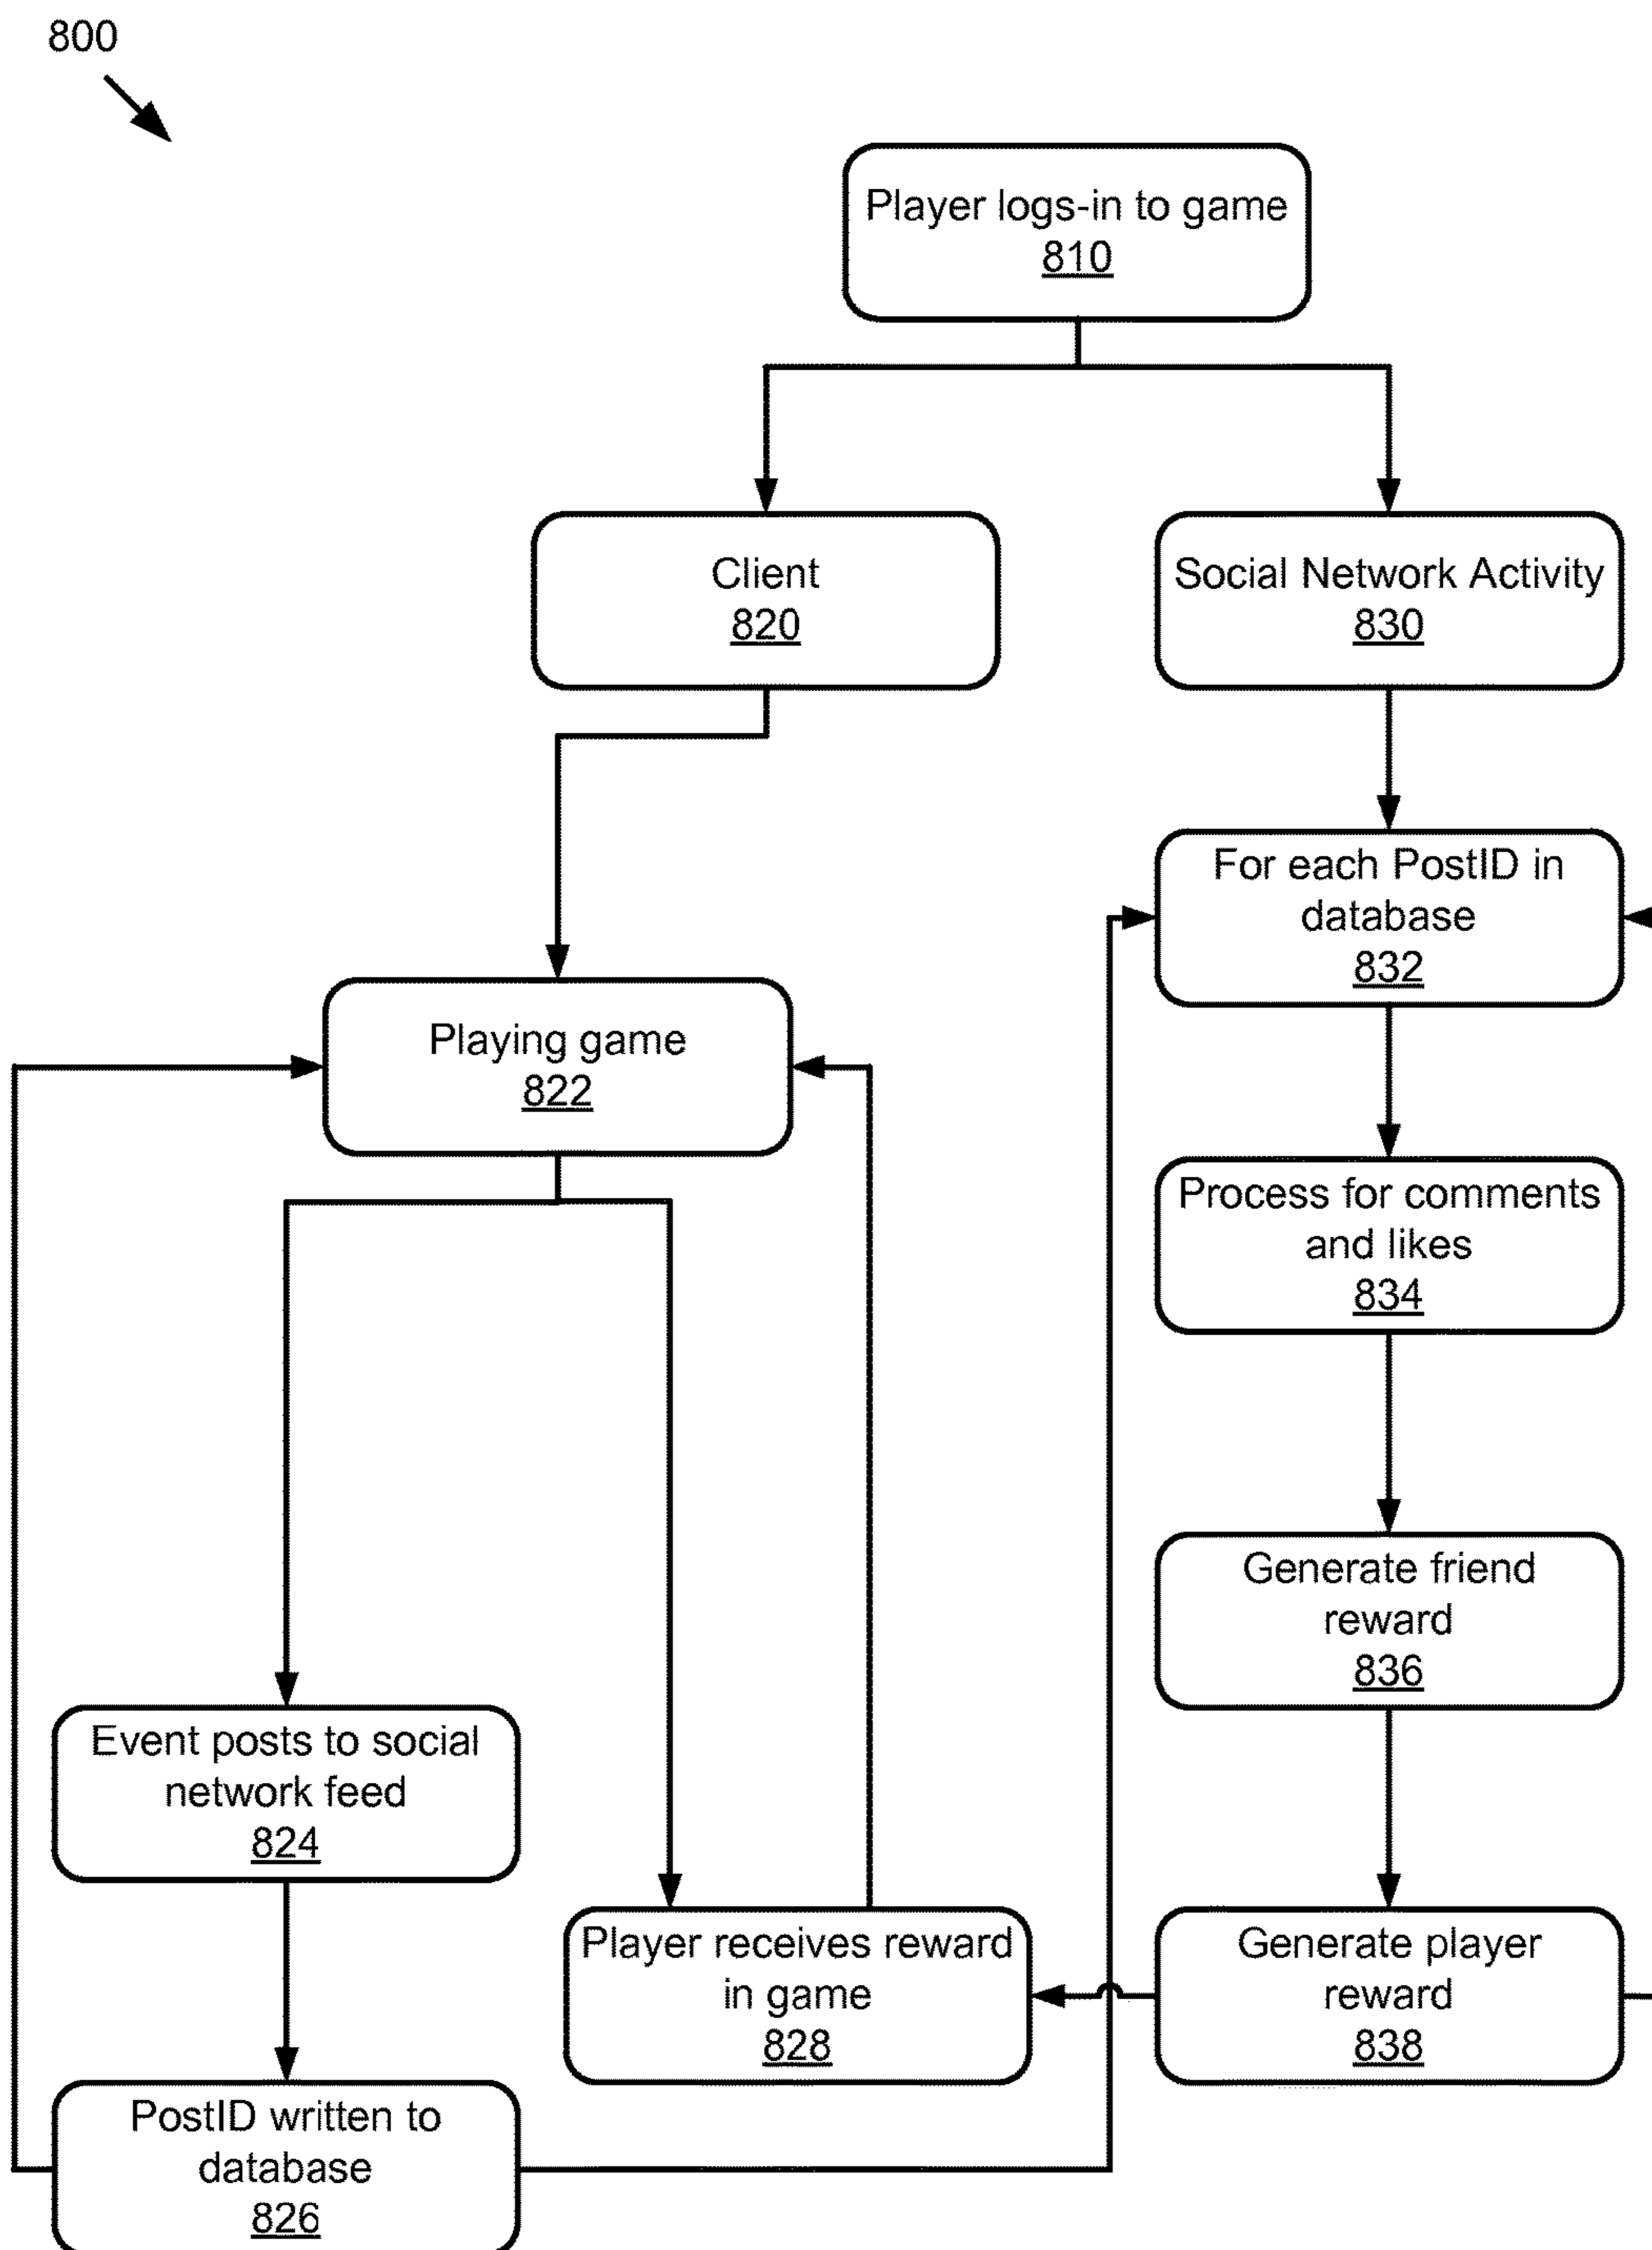 800
Player logs-in to game
810
Client
820
Social Network Activity
830
For each PostID in
database
832
Playing game
822
Process for comments
and likes
834
Generate friend
reward
836
Event posts to social
network feed
824
Player receives reward
in game
828
Generate player
reward
838
PostID written to
database
826